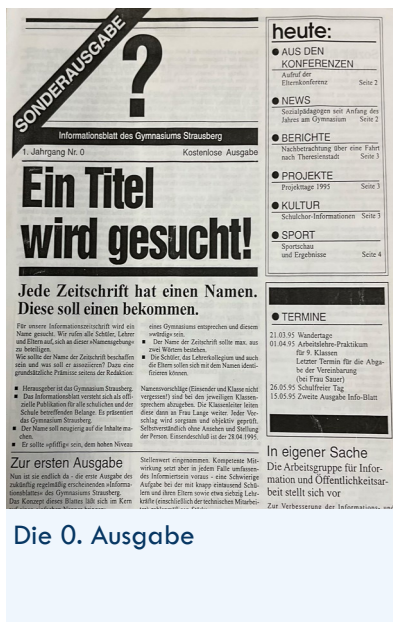 SONDERAUSGABE
?
Informationsblatt des Gymnasiums Strausberg
1. Jahrgang Nr. 0 Kostenlose Ausgabe
Ein Titel
wird gesucht!
Jede Zeitschrift hat einen Namen.
Diese soll einen bekommen.
Für unsere Informationszeitschrift wird ein
Name gesucht. Wir rufen alle Schüler, Lehrer
und Eltern auf, sich an dieser »Namensgebung«
zu beteiligen.
Wie sollte der Name der Zeitschrift beschaffen
sein und was soll er assoziieren? Dazu eine
grundsätzliche Prämisse seitens der Redaktion:
■ Herausgeber ist das Gymnasium Strausberg.
■ Das Informationsblatt versteht sich als offi-
zielle Publikation für alle schulischen und der
Schule betreffenden Belange. Es präsentiert
das Gymnasium Strausberg.
■ Der Name soll neugierig auf die Inhalte ma-
chen.
■ Er sollte »pfiffig« sein, dem hohen Niveau
eines Gymnasiums entsprechen und diesem
»würdig« sein.
■ Der Name der Zeitschrift sollte max. aus
zwei Wörtern bestehen.
■ Die Schüler, das Lehrerkollegium und auch
die Eltern sollen sich mit dem Namen identi-
fizieren können.
Namensvorschläge (Einsender und Klasse nicht
vergessen!) sind bei den jeweiligen Klassen-
sprechern abzugeben. Die Klassenleiter leiten
diese dann an Frau Lange weiter. Jeder Vor-
schlag wird sorgsam und objektiv geprüft.
Selbstverständlich ohne Ansehen und Stellung
der Person. Einsendeschluß ist der 28.04.1995.
Zur ersten Ausgabe
Nun ist sie endlich da - die erste Ausgabe des
zukünftig regelmäßig erscheinenden »Informa-
tionsblattes« des Gymnasiums Strausberg.
Das Konzept dieses Blattes läßt sich im Kern
Stellenwert eingenommen. Kompetente Mit-
wirkung setzt aber in jedem Falle umfassen-
des Informiertsein voraus - eine Schwierige
Aufgabe bei der mit knapp eintausend Schü-
lern und ihren Eltern sowie etwa siebzig Lehr-
kräfte (einschließlich der technischen Mitarbei-
heute:
● AUS DEN
KONFERENZEN
Aufruf der
Elternkonferenz Seite 2
● NEWS
Sozialpädagogen seit Anfang des
Jahres am Gymnasium Seite 2
● BERICHTE
Nachbetrachtung über eine Fahrt
nach Theresienstadt Seite 3
● PROJEKTE
Projekttage 1995 Seite 3
● KULTUR
Schulchor-Informationen Seite 3
● SPORT
Sportschau
und Ergebnisse Seite 4
● TERMINE
21.03.95 Wandertage
01.04.95 Arbeitslehre-Praktikum
für 9. Klassen
Letzter Termin für die Abga-
be der Vereinbarung
(bei Frau Sauer)
26.05.95 Schulfreier Tag
15.05.95 Zweite Ausgabe Info-Blatt
In eigener Sache
Die Arbeitsgruppe für Infor-
mation und Öffentlichkeitsar-
beit stellt sich vor
Zur Verbesserung der Informations- und
Die 0. Ausgabe